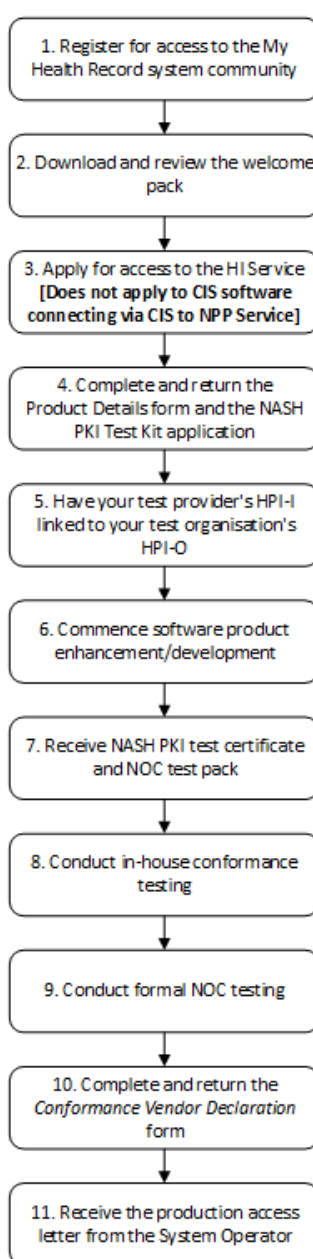 1. Register for access to the My
Health Record system community
2. Download and review the welcome
pack
3. Apply for access to the HI Service
[Does not apply to CIS software
connecting via CIS to NPP Service]
4. Complete and return the
Product Details form and the NASH
PKI Test Kit application
5. Have your test provider's HPI-I
linked to your test organisation's
HPI-O
6. Commence software product
enhancement/development
7. Receive NASH PKI test certificate
and NOC test pack
8. Conduct in-house conformance
testing
9. Conduct formal NOC testing
10. Complete and return the
Conformance Vendor Declaration
form
11. Receive the production access
letter from the System Operator